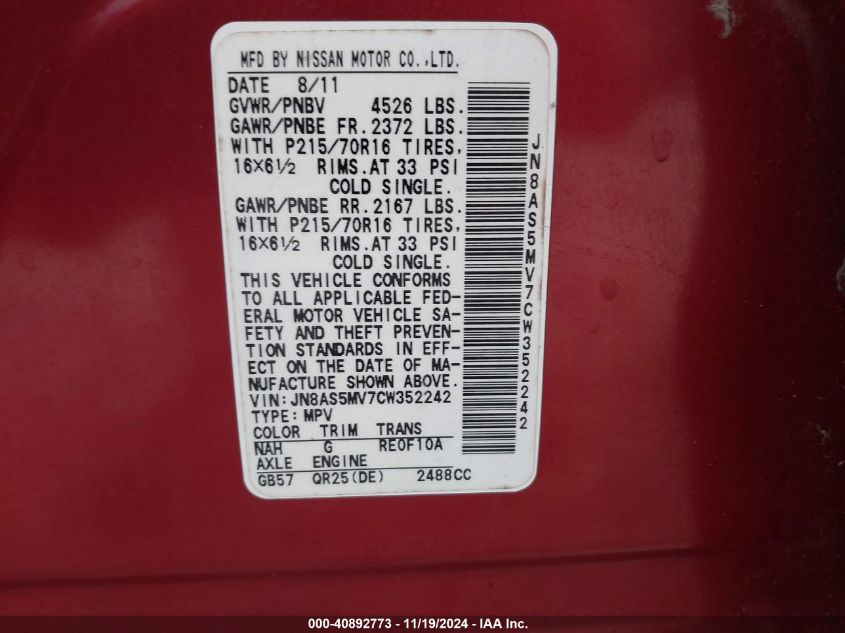 MFD BY NISSAN MOTOR CO.,LTD.
DATE 8/11
GVWR/PNBV 4526 LBS.
GAWR/PNBE FR.2372 LBS.
WITH P215/70R16 TIRES,
16X6½ RIMS.AT 33 PSI
COLD SINGLE.
GAWR/PNBE RR.2167 LBS.
WITH P215/70R16 TIRES,
16X6½ RIMS.AT 33 PSI
COLD SINGLE.
THIS VEHICLE CONFORMS
TO ALL APPLICABLE FED-
ERAL MOTOR VEHICLE SA-
FETY AND THEFT PREVEN-
TION STANDARDS IN EFF-
ECT ON THE DATE OF MA-
NUFACTURE SHOWN ABOVE.
VIN:JN8AS5MV7CW352242
TYPE:MPV
COLOR TRIM TRANS
NAH G RE0F10A
AXLE ENGINE
GB57 QR25(DE) 2488CC
JN8AS5MV7CW352242
000-40892773 - 11/19/2024 - IAA Inc.